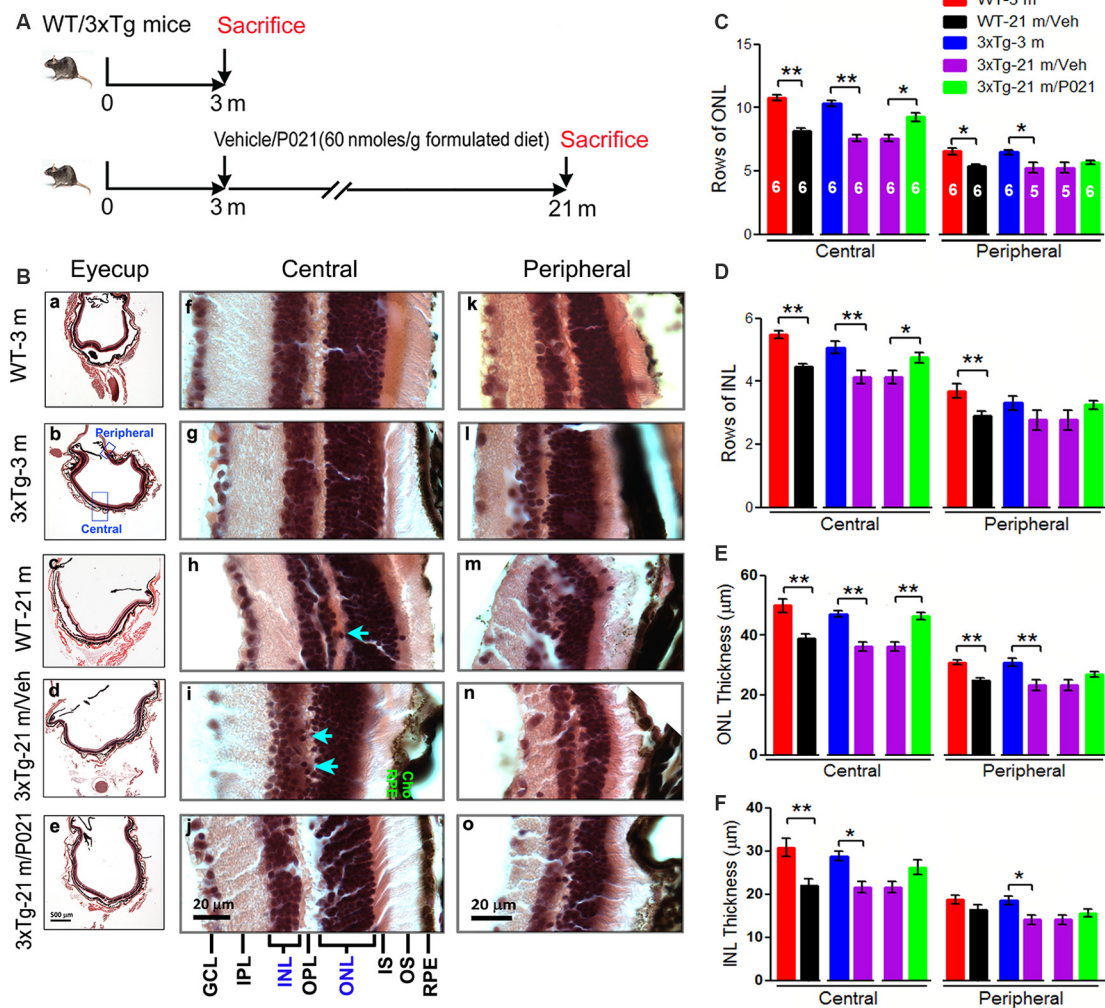 A
WT/3xTg mice
Sacrifice
0
3 m
Vehicle/P021(60 nmoles/g formulated diet)
Sacrifice
0
3 m
21 m
B
Eyecup
Central
Peripheral
WT-3 m
a
f
k
3xTg-3 m
b
Peripheral
Central
g
l
WT-21 m
c
h
m
3xTg-21 m/Veh
d
i
RPE
Cho
n
3xTg-21 m/P021
e
500 µm
j
20 µm
o
20 µm
GCL
IPL
INL
OPL
ONL
IS
OS
RPE
C
WT-3 m
WT-21 m/Veh
3xTg-3 m
3xTg-21 m/Veh
3xTg-21 m/P021
Rows of ONL
15
10
5
0
** ** * * *
6 6 6 6 6 6 6 6 6 5 5 6
Central
Peripheral
D
Rows of INL
6
4
2
0
** ** * **
Central
Peripheral
E
ONL Thickness (µm)
60
40
20
0
** ** ** ** **
Central
Peripheral
F
INL Thickness (µm)
40
30
20
10
0
** * *
Central
Peripheral